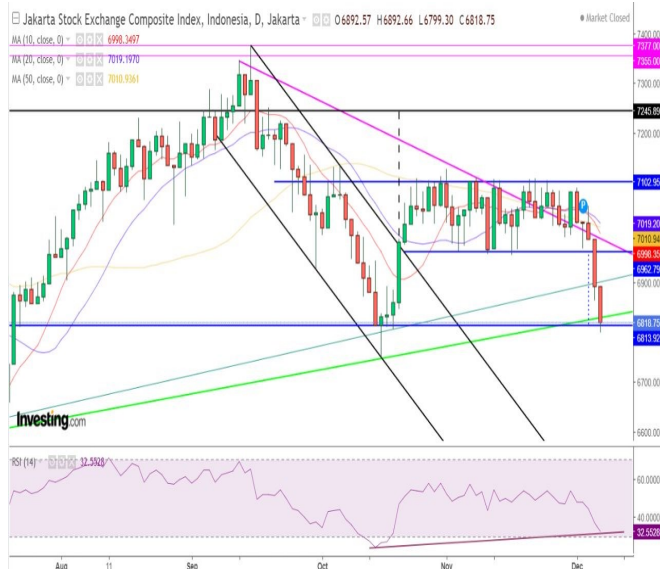 Jakarta Stock Exchange Composite Index, Indonesia, D, Jakarta O6892.57 H6892.66 L6799.30 C6818.75
Market Closed
MA (10, close, 0) 6998.3497
MA (20, close, 0) 7019.1970
MA (50, close, 0) 7010.9361
7400.00
7377.00
7355.00
7300.00
7245.89
7200.00
7102.95
7019.20
7010.94
6998.35
6962.79
6900.00
6818.75
6813.92
6700.00
6600.00
Investing.com
RSI (14) 32.5528
60.0000
40.0000
32.5528
Aug 11 Sep Oct Nov Dec